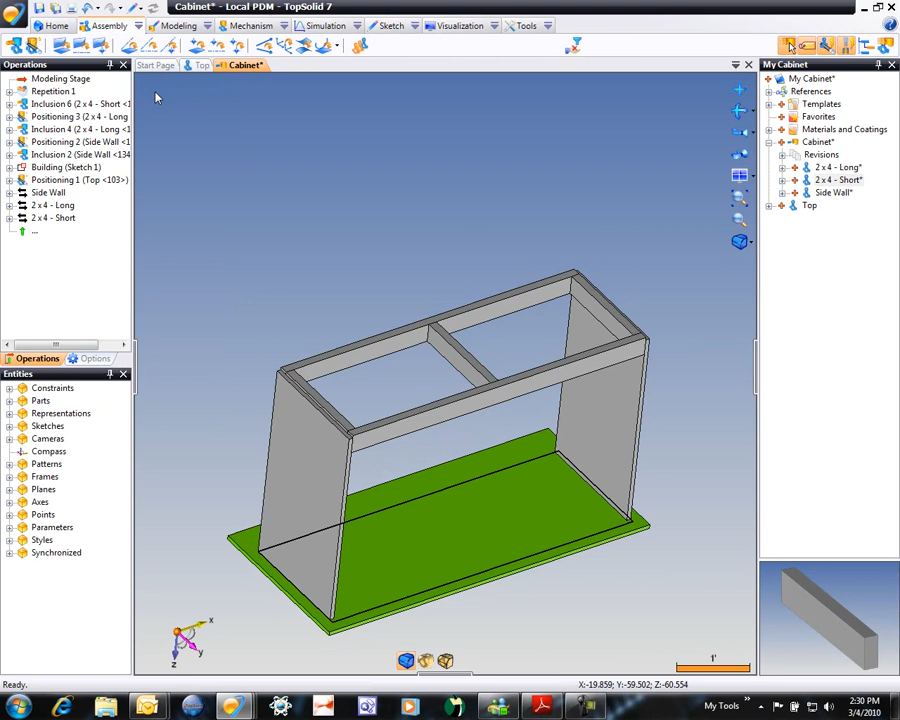 Cabinet* - Local PDM - TopSolid 7
Home Assembly Modeling Mechanism Simulation Sketch Visualization Tools
Operations
Start Page Top Cabinet*
My Cabinet
Modeling Stage
Repetition 1
Inclusion 6 (2 x 4 - Short <1
Positioning 3 (2 x 4 - Long
Inclusion 4 (2 x 4 - Long <1
Positioning 2 (Side Wall <1
Inclusion 2 (Side Wall <134
Building (Sketch 1)
Positioning 1 (Top <103>)
Side Wall
2 x 4 - Long
2 x 4 - Short
...
Operations Options
Entities
Constraints
Parts
Representations
Sketches
Cameras
Compass
Patterns
Frames
Planes
Axes
Points
Parameters
Styles
Synchronized
My Cabinet*
References
Templates
Favorites
Materials and Coatings
Cabinet*
Revisions
2 x 4 - Long*
2 x 4 - Short*
Side Wall*
Top
x
y
z
1'
Ready.
X:-19.859; Y:-59.502; Z:-60.554
My Tools
»
2:30 PM
3/4/2010